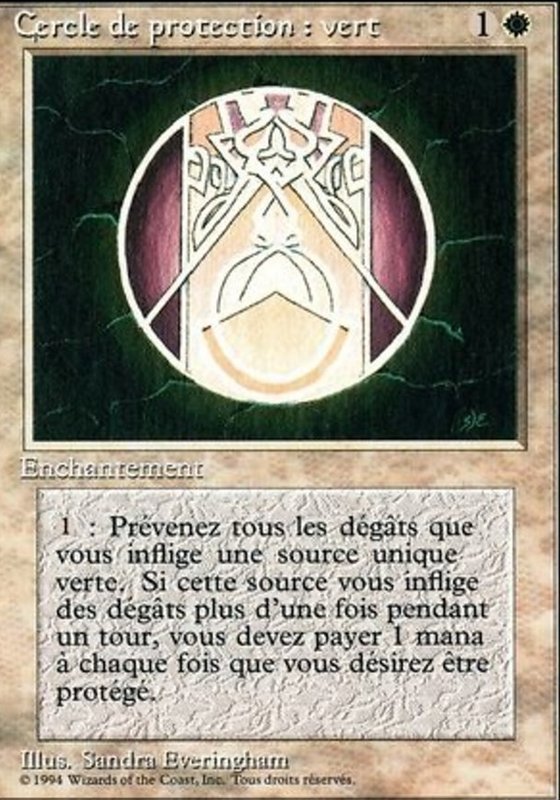 Cercle de protection : vert 1
SJE
Enchantement
1 : Prévenez tous les dégâts que
vous inflige une source unique
verte. Si cette source vous inflige
des dégâts plus d'une fois pendant
un tour, vous devez payer 1 mana
à chaque fois que vous désirez être
protégé.
Illus. Sandra Everingham
© 1994 Wizards of the Coast, Inc. Tous droits réservés.